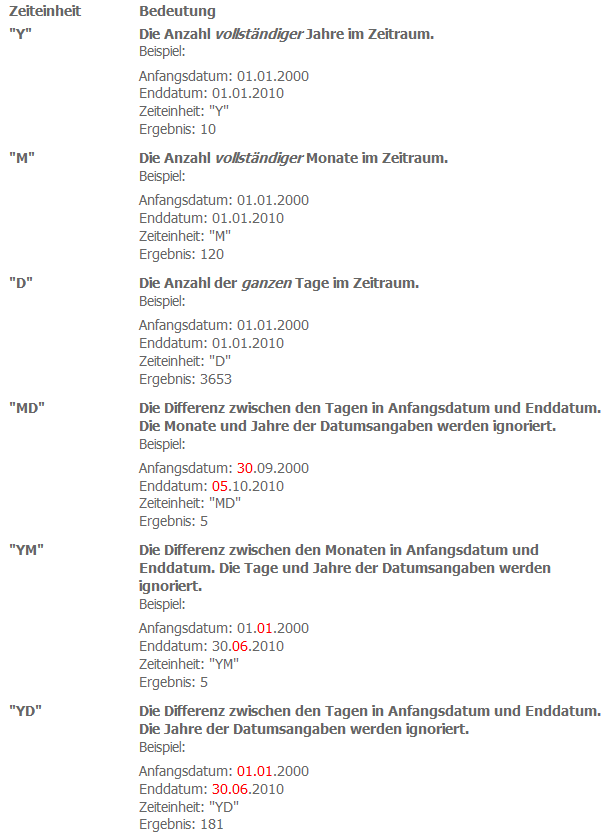 Zeiteinheit Bedeutung
"Y" Die Anzahl vollständiger Jahre im Zeitraum.
Beispiel:
Anfangsdatum: 01.01.2000
Enddatum: 01.01.2010
Zeiteinheit: "Y"
Ergebnis: 10
"M" Die Anzahl vollständiger Monate im Zeitraum.
Beispiel:
Anfangsdatum: 01.01.2000
Enddatum: 01.01.2010
Zeiteinheit: "M"
Ergebnis: 120
"D" Die Anzahl der ganzen Tage im Zeitraum.
Beispiel:
Anfangsdatum: 01.01.2000
Enddatum: 01.01.2010
Zeiteinheit: "D"
Ergebnis: 3653
"MD" Die Differenz zwischen den Tagen in Anfangsdatum und Enddatum.
Die Monate und Jahre der Datumsangaben werden ignoriert.
Beispiel:
Anfangsdatum: 30.09.2000
Enddatum: 05.10.2010
Zeiteinheit: "MD"
Ergebnis: 5
"YM" Die Differenz zwischen den Monaten in Anfangsdatum und
Enddatum. Die Tage und Jahre der Datumsangaben werden
ignoriert.
Beispiel:
Anfangsdatum: 01.01.2000
Enddatum: 30.06.2010
Zeiteinheit: "YM"
Ergebnis: 5
"YD" Die Differenz zwischen den Tagen in Anfangsdatum und Enddatum.
Die Jahre der Datumsangaben werden ignoriert.
Beispiel:
Anfangsdatum: 01.01.2000
Enddatum: 30.06.2010
Zeiteinheit: "YD"
Ergebnis: 181